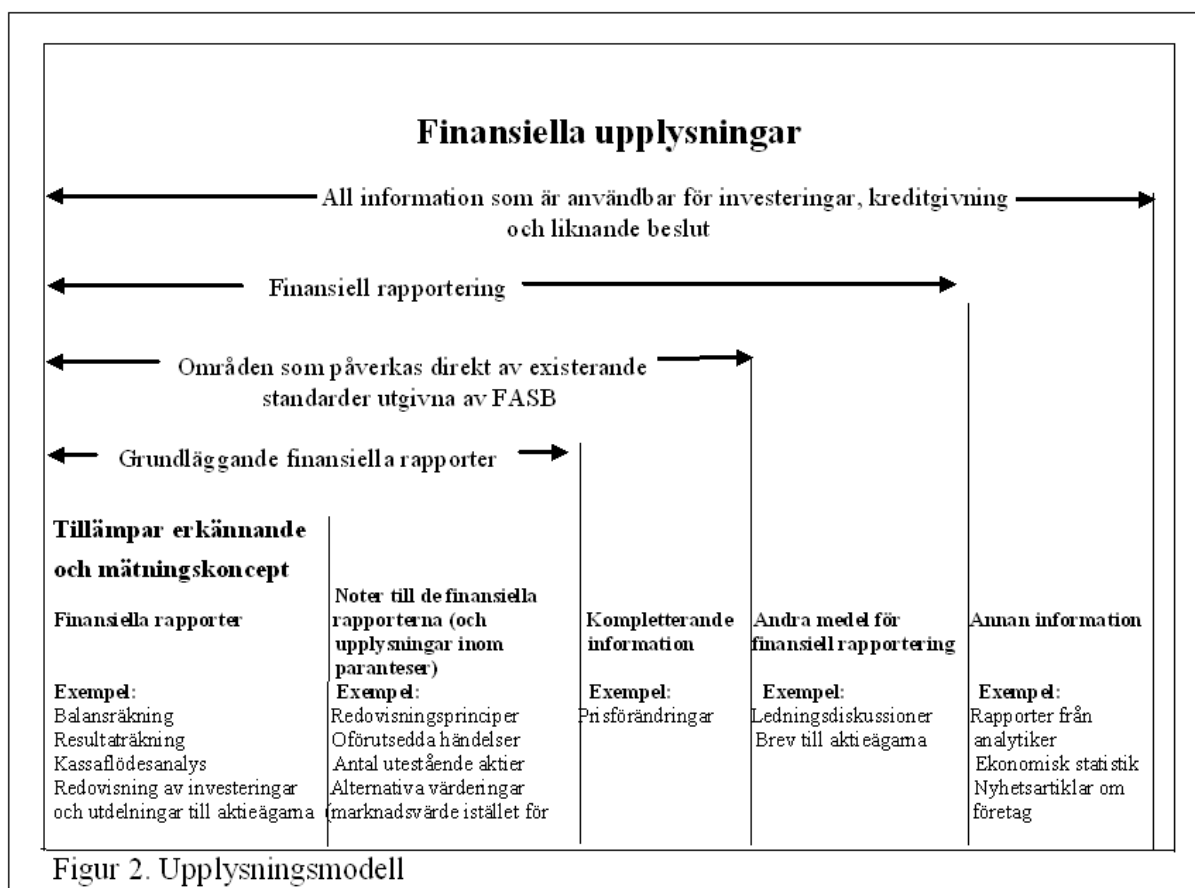 Finansiella upplysningar
All information som är användbar för investeringar, kreditgivning
och liknande beslut
Finansiell rapportering
Områden som påverkas direkt av existerande
standarder utgivna av FASB
Grundläggande finansiella rapporter
Tillämpar erkännande
och mätningskoncept
Finansiella rapporter
Exempel:
Balansräkning
Resultaträkning
Kassaflödesanalys
Redovisning av investeringar
och utdelningar till aktieägarna
Noter till de finansiella
rapporterna (och
upplysningar inom
paranteser)
Exempel:
Redovisningsprinciper
Oförutsedda händelser
Antal utestående aktier
Alternativa värderingar
(marknadsvärde istället för
Kompletterande
information
Exempel:
Prisförändringar
Andra medel för
finansiell rapportering
Exempel:
Ledningsdiskussioner
Brev till aktieägarna
Annan information
Exempel:
Rapporter från
analytiker
Ekonomisk statistik
Nyhetsartiklar om
företag
Figur 2. Upplysningsmodell